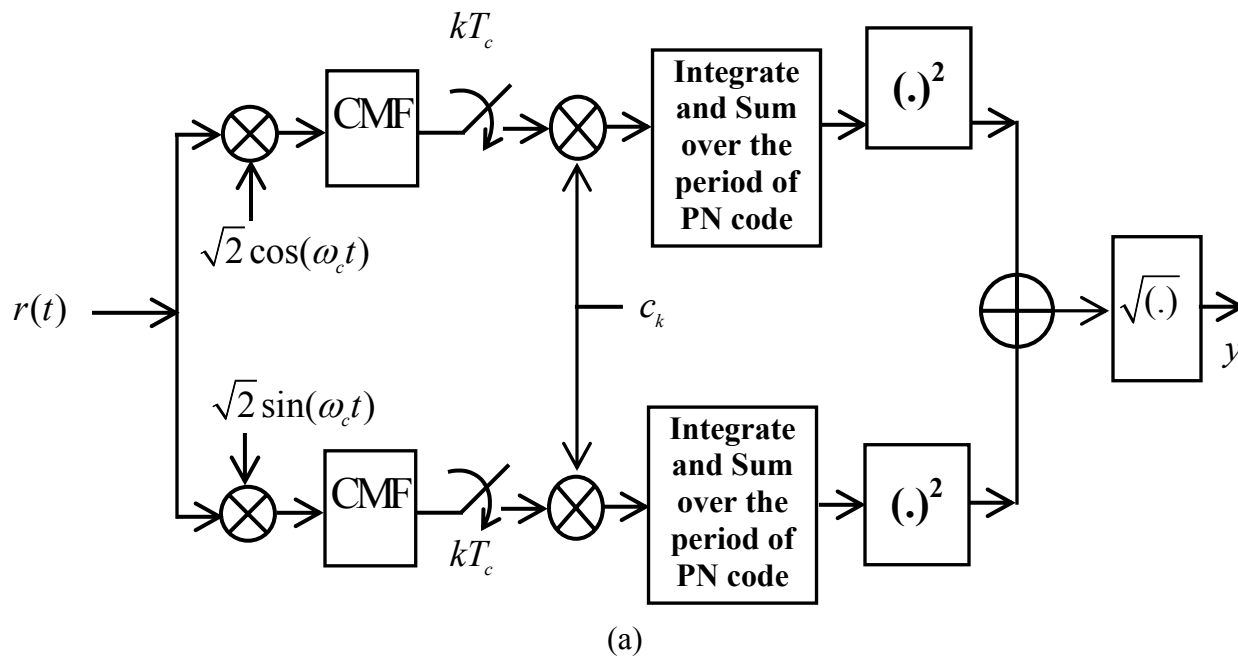 kT_c
CMF
Integrate
and Sum
over the
period of
PN code
(.)²
√2 cos(ω_c t)
r(t)
c_k
√(.)
y
√2 sin(ω_c t)
CMF
kT_c
Integrate
and Sum
over the
period of
PN code
(.)²
(a)